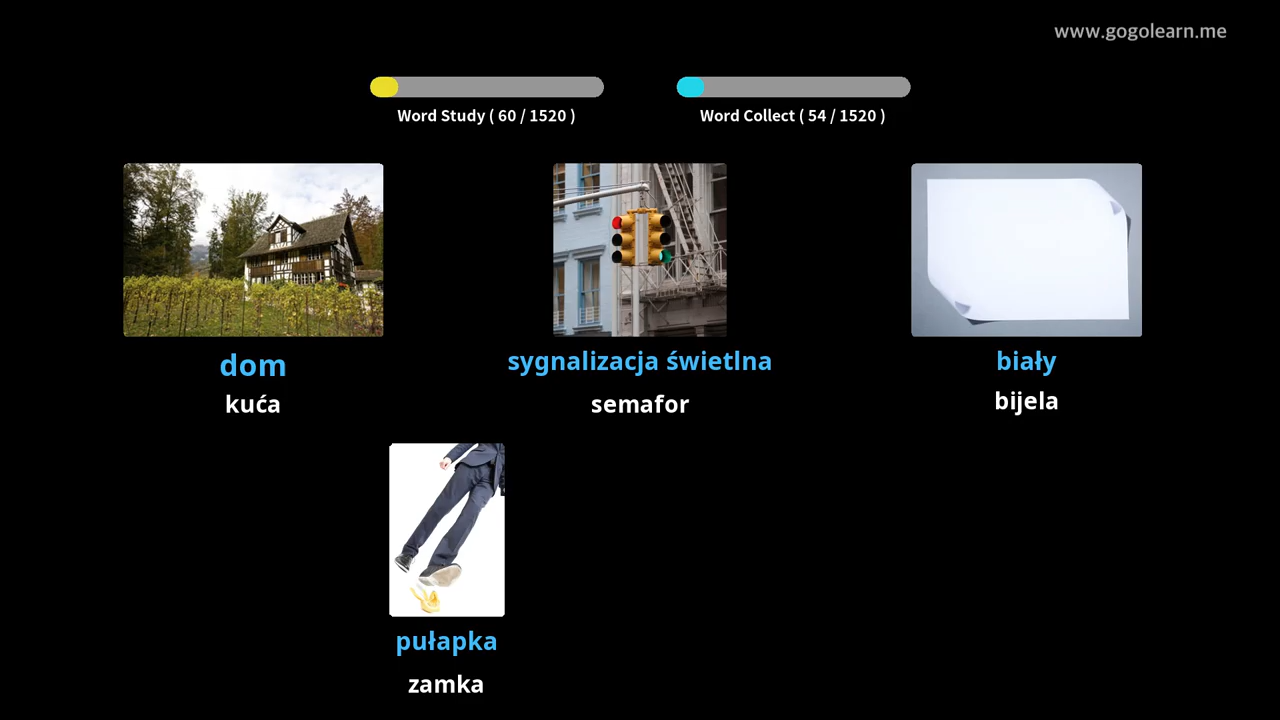 www.gogolearn.me
Word Study ( 60 / 1520 )
Word Collect ( 54 / 1520 )
dom
kuća
sygnalizacja świetlna
semafor
biały
bijela
pułapka
zamka